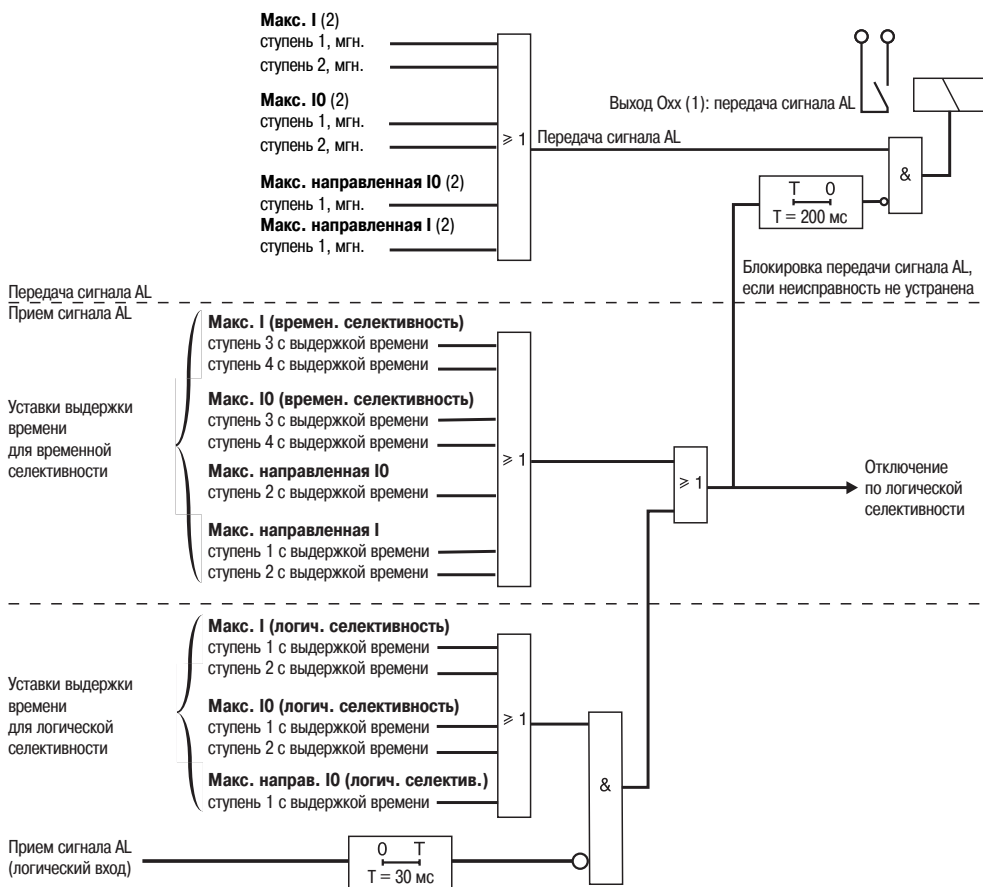 Макс. I (2)
ступень 1, мгн.
ступень 2, мгн.
Макс. I0 (2)
ступень 1, мгн.
ступень 2, мгн.
Макс. направленная I0 (2)
ступень 1, мгн.
Макс. направленная I (2)
ступень 1, мгн.
⩾ 1
Передача сигнала AL
Выход Oxx (1): передача сигнала AL
&
T 0
T = 200 мс
Блокировка передачи сигнала AL,
если неисправность не устранена
Передача сигнала AL
Прием сигнала AL
Уставки выдержки
времени
для временной
селективности
Макс. I (времен. селективность)
ступень 3 с выдержкой времени
ступень 4 с выдержкой времени
Макс. I0 (времен. селективность)
ступень 3 с выдержкой времени
ступень 4 с выдержкой времени
Макс. направленная I0
ступень 2 с выдержкой времени
Макс. направленная I
ступень 1 с выдержкой времени
ступень 2 с выдержкой времени
⩾ 1
⩾ 1
Отключение
по логической
селективности
Уставки выдержки
времени
для логической
селективности
Макс. I (логич. селективность)
ступень 1 с выдержкой времени
ступень 2 с выдержкой времени
Макс. I0 (логич. селективность)
ступень 1 с выдержкой времени
ступень 2 с выдержкой времени
Макс. направ. I0 (логич. селектив.)
ступень 1 с выдержкой времени
⩾ 1
&
Прием сигнала AL
(логический вход)
0 T
T = 30 мс